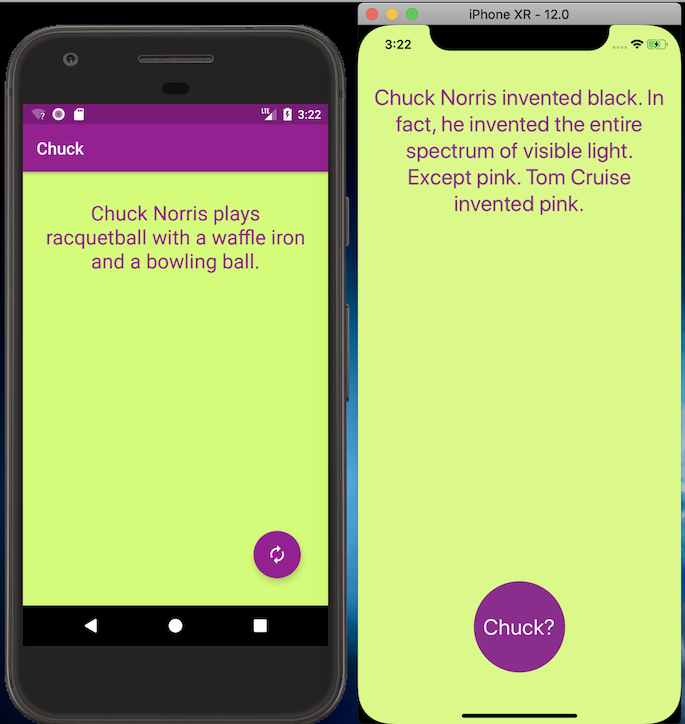 LTE
3:22
Chuck
Chuck Norris plays
racquetball with a waffle iron
and a bowling ball.
iPhone XR - 12.0
3:22
Chuck Norris invented black. In
fact, he invented the entire
spectrum of visible light.
Except pink. Tom Cruise
invented pink.
Chuck?